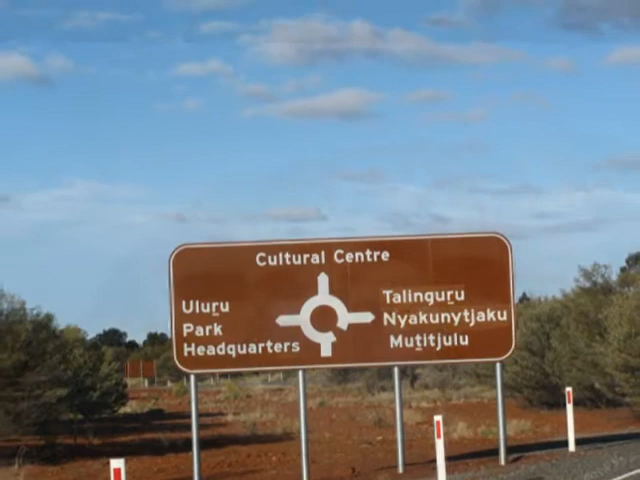 Cultural Centre
Uluṟu
Park
Headquarters
Talinguṟu
Nyakunytjaku
Muṯitjulu